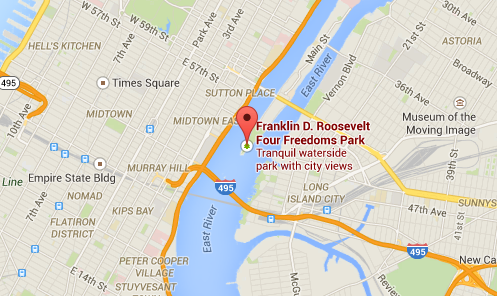 W 57th St
W 59th St
Park Ave
3rd Ave
Main St
21st St
ASTORIA
HELL'S KITCHEN
7th Ave
E 57th St
East River
Vernon Blvd
Broadway
495
Times Square
SUTTON PLACE
36th Ave
10th Ave
MIDTOWN
MIDTOWN EAST
Museum of the
Moving Image
Franklin D. Roosevelt
Four Freedoms Park
Tranquil waterside
park with city views
39th St
MURRAY HILL
Line
Empire State Bldg
495
LONG
ISLAND CITY
SUNNYS
NOMAD
KIPS BAY
47th Ave
7th Ave
FLATIRON
DISTRICT
East River
495
E 14th St
PETER COOPER
VILLAGE
STUYVESANT
TOWN
McGu
Review
New Ca